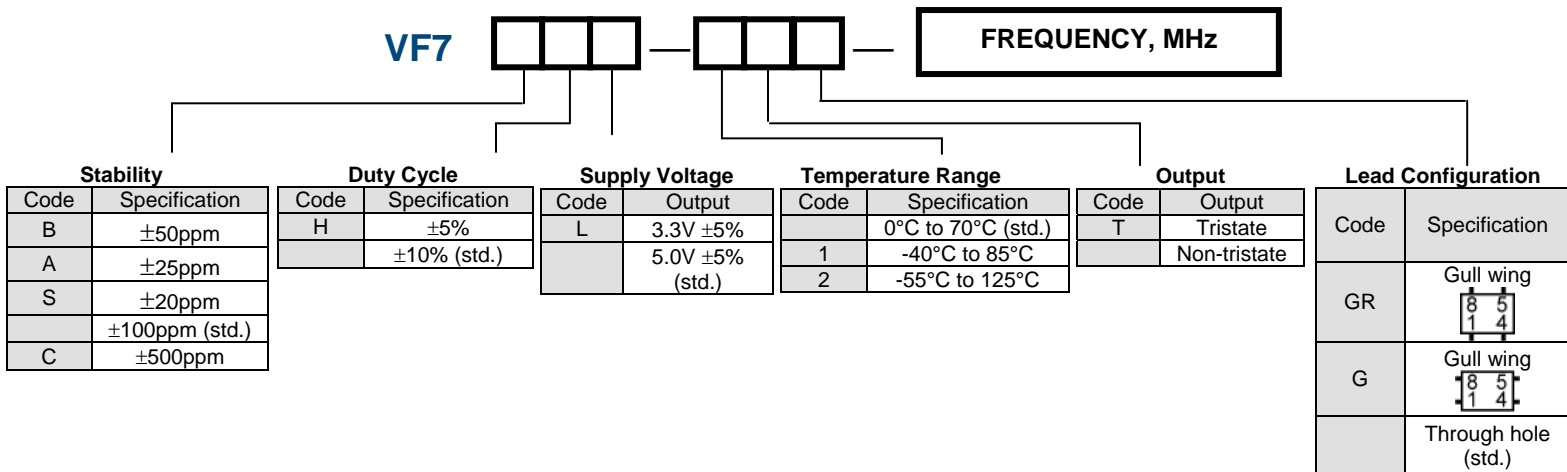 VF7 — — FREQUENCY, MHz
Stability
Code Specification
B ±50ppm
A ±25ppm
S ±20ppm
±100ppm (std.)
C ±500ppm
Duty Cycle
Code Specification
H ±5%
±10% (std.)
Supply Voltage
Code Output
L 3.3V ±5%
5.0V ±5%
(std.)
Temperature Range
Code Specification
0°C to 70°C (std.)
1 -40°C to 85°C
2 -55°C to 125°C
Output
Code Output
T Tristate
Non-tristate
Lead Configuration
Code Specification
GR Gull wing
8 5
1 4
G Gull wing
8 5
1 4
Through hole
(std.)